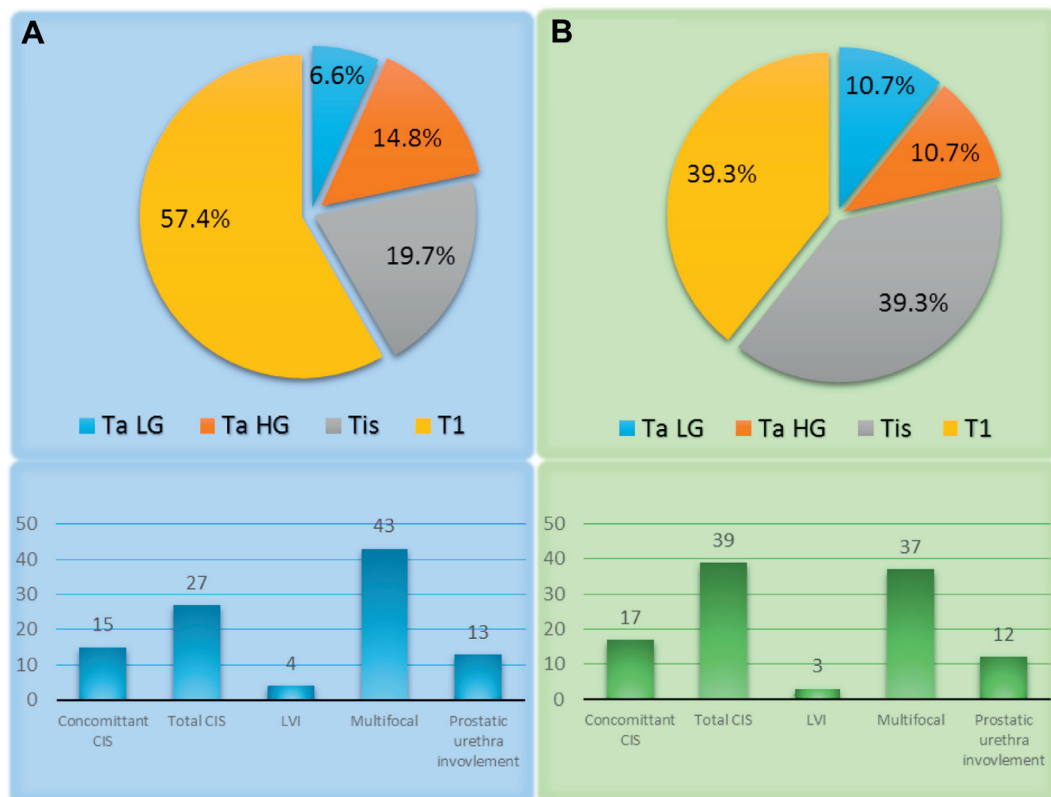 A
6.6%
14.8%
57.4%
19.7%
Ta LG Ta HG Tis T1
B
10.7%
10.7%
39.3%
39.3%
Ta LG Ta HG Tis T1
50
40
30
20
10
0
15
27
4
43
13
Concomittant
CIS
Total CIS
LVI
Multifocal
Prostatic
urethra
invovlement
50
40
30
20
10
0
17
39
3
37
12
Concomittant
CIS
Total CIS
LVI
Multifocal
Prostatic
urethra
invovlement